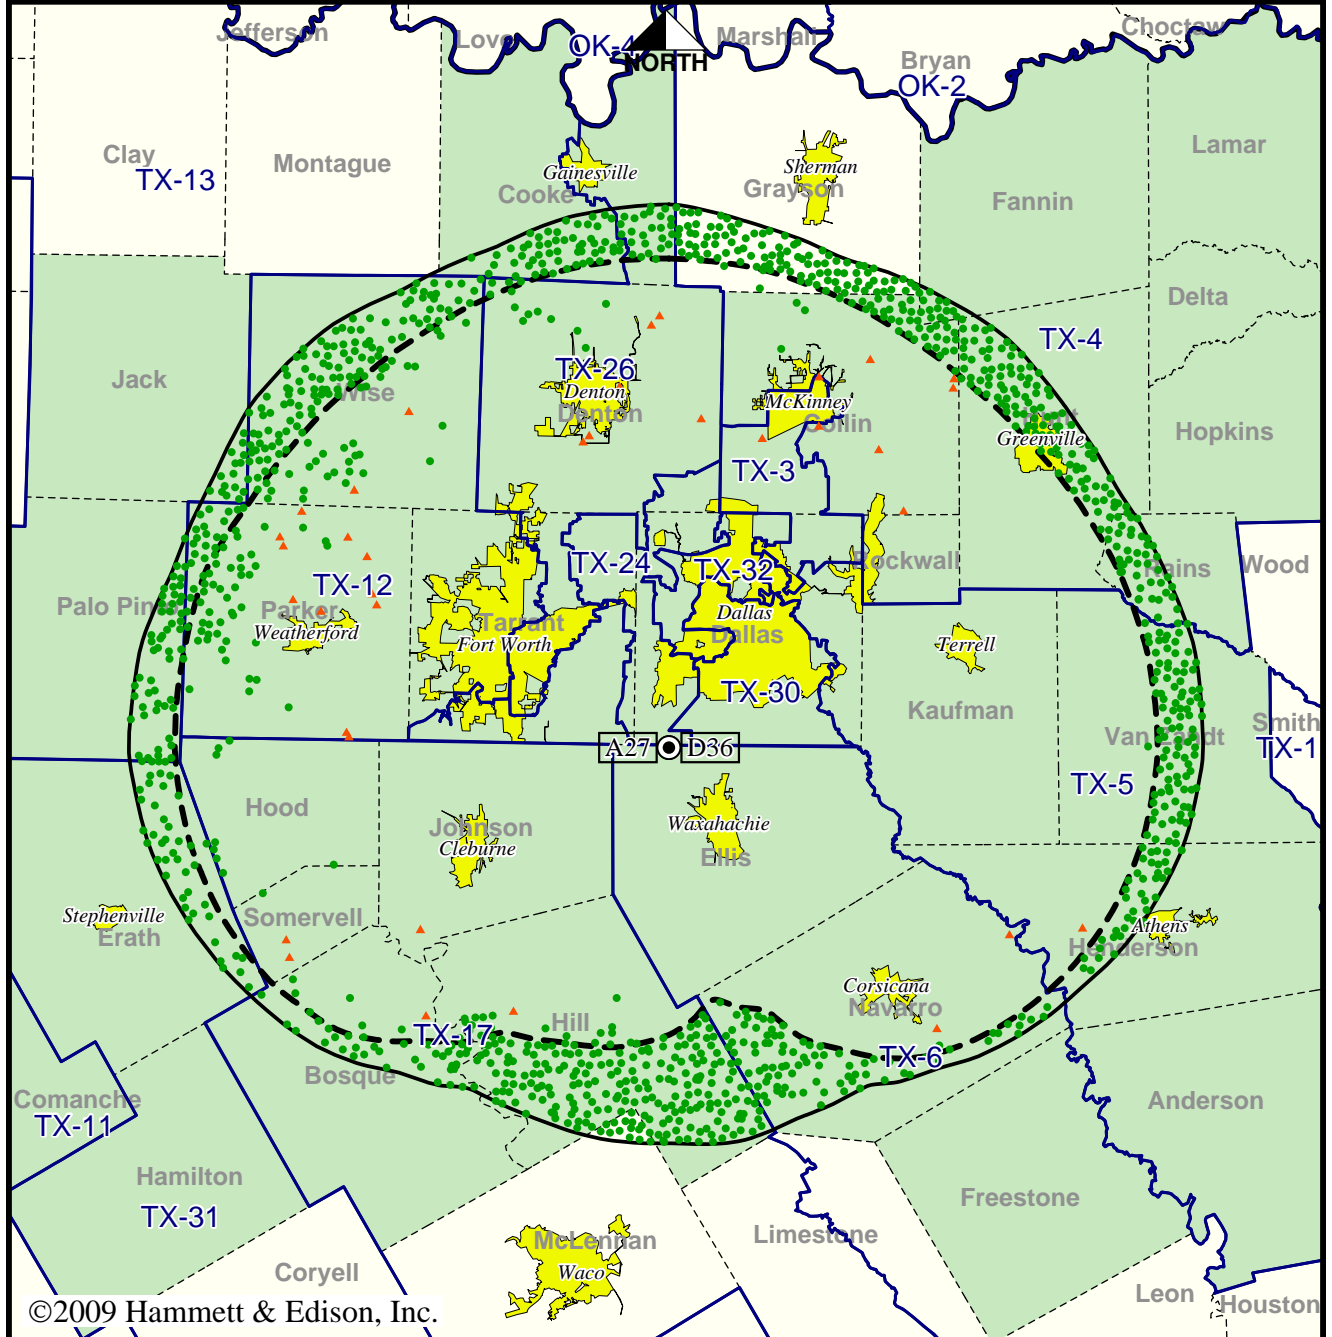 Jefferson
Love
OK-4
Marshall
Choctaw
NORTH
Bryan
OK-2
Clay
TX-13
Montague
Gainesville
Cooke
Sherman
Grayson
Lamar
Fannin
Delta
TX-4
Jack
Wise
TX-26
Denton
Denton
McKinney
Collin
Hunt
Greenville
Hopkins
TX-3
TX-24
TX-32
Rockwall
Rains
Wood
TX-12
Palo Pinto
Parker
Weatherford
Tarrant
Fort Worth
Dallas
Dallas
Terrell
TX-30
Kaufman
Van Zandt
Smith
TX-1
A27
D36
TX-5
Hood
Johnson
Cleburne
Waxahachie
Ellis
Stephenville
Erath
Somervell
Athens
Henderson
Corsicana
Navarro
Hill
TX-17
TX-6
Bosque
Comanche
TX-11
Anderson
Hamilton
TX-31
Freestone
McLennan
Waco
Limestone
Coryell
Leon
Houston
©2009 Hammett & Edison, Inc.